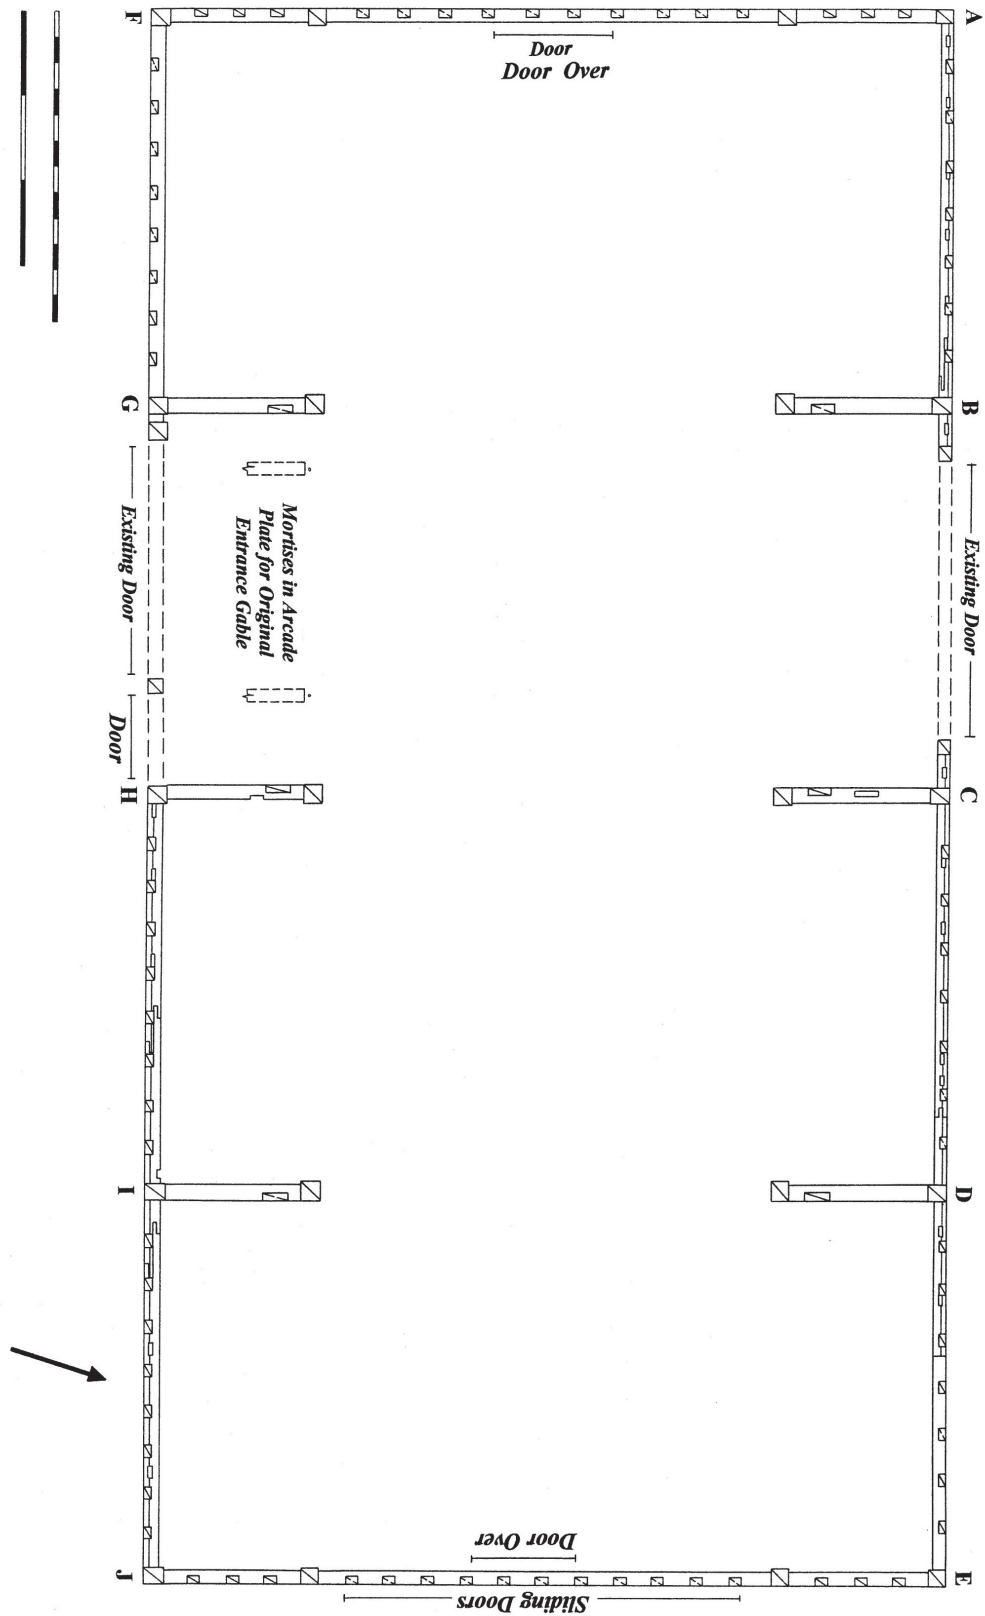 F
A
Door
Door Over
G
B
Existing Door
Mortises in Arcade
Plate for Original
Entrance Gable
Existing Door
Door
H
C
I
D
Door Over
J
E
Sliding Doors